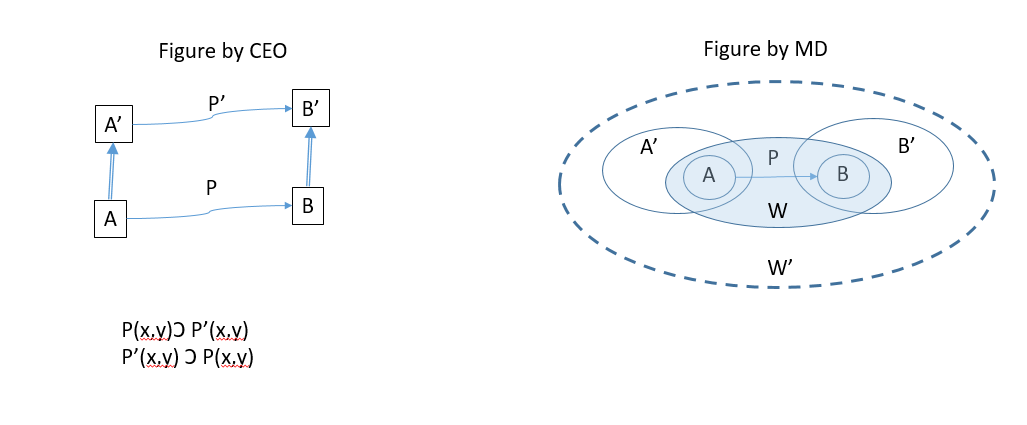 Figure by CEO
P’
A’
B’
P
A
B
P(x,y)Ɔ P’(x,y)
P’(x,y) Ɔ P(x,y)
Figure by MD
A’
B’
P
A
B
W
W’